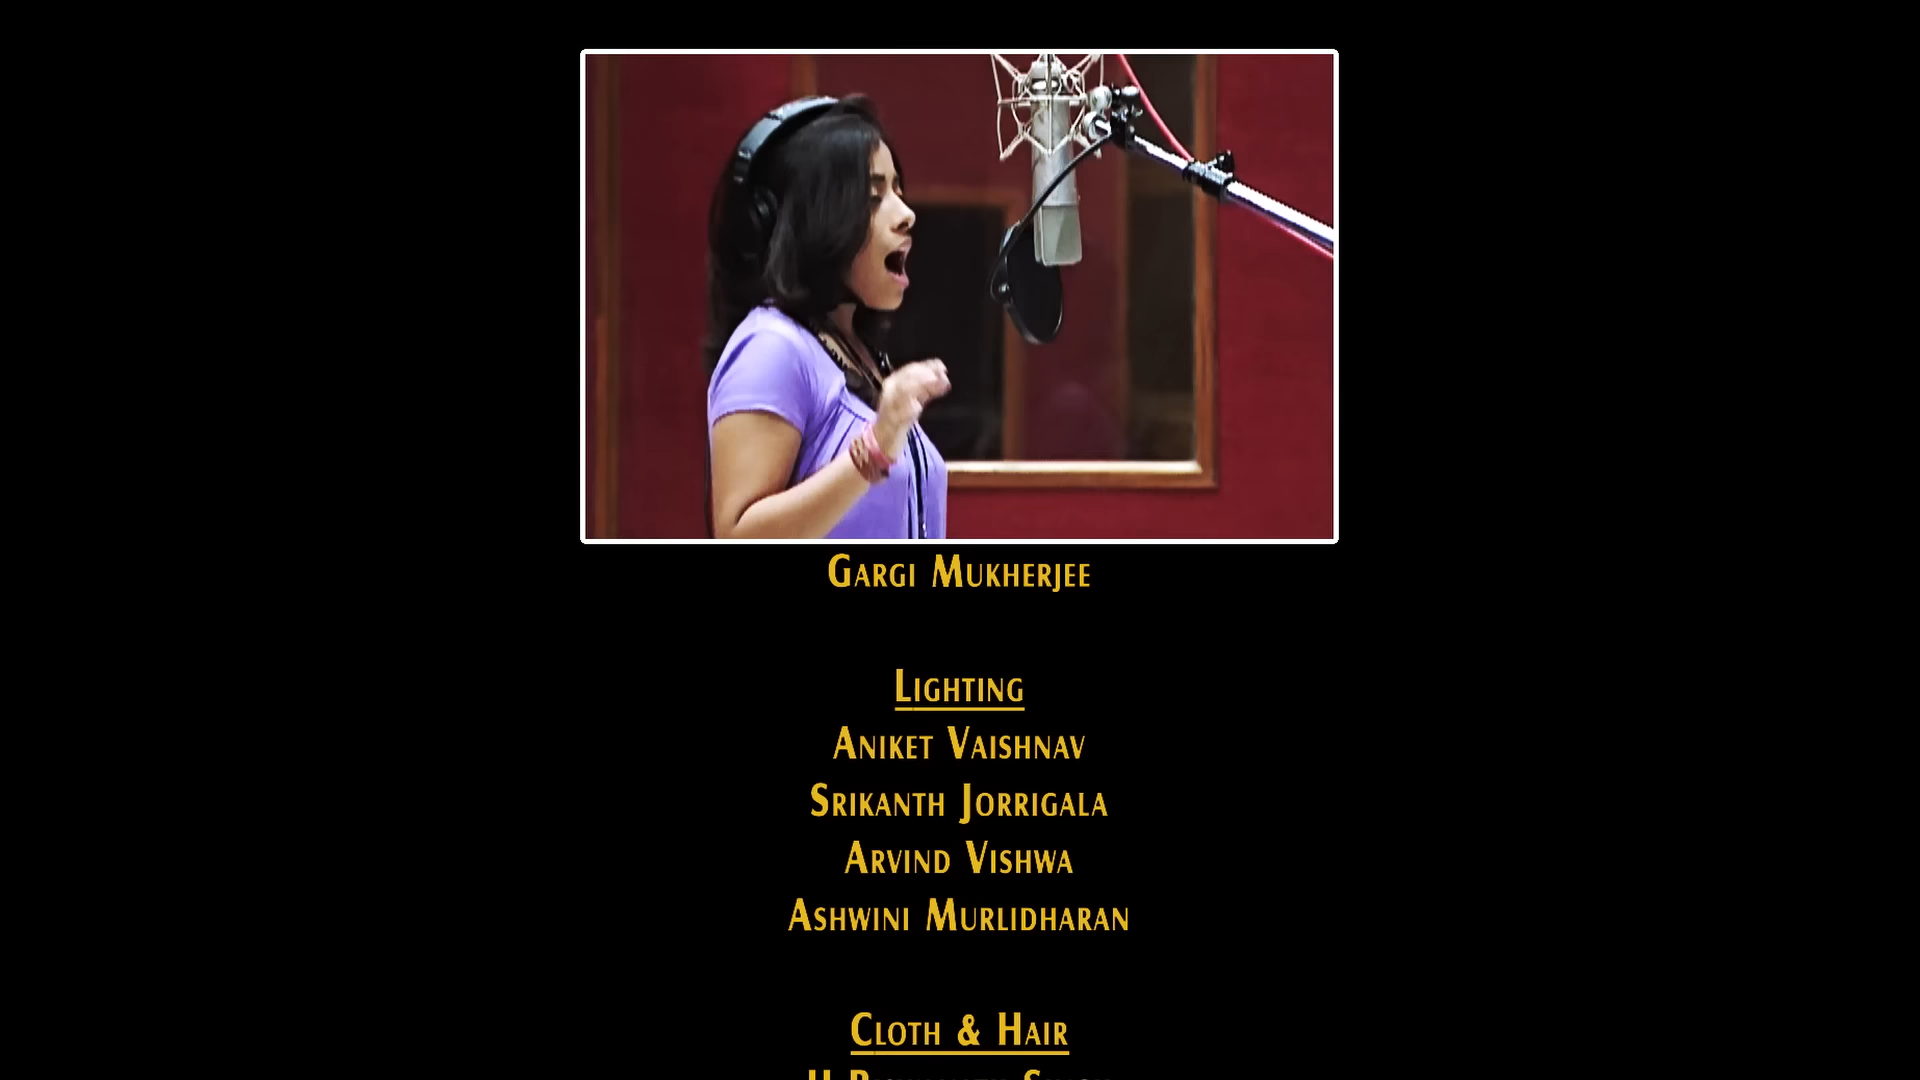 Gargi Mukherjee
Lighting
Aniket Vaishnav
Srikanth Jorrigala
Arvind Vishwa
Ashwini Murlidharan
Cloth & Hair